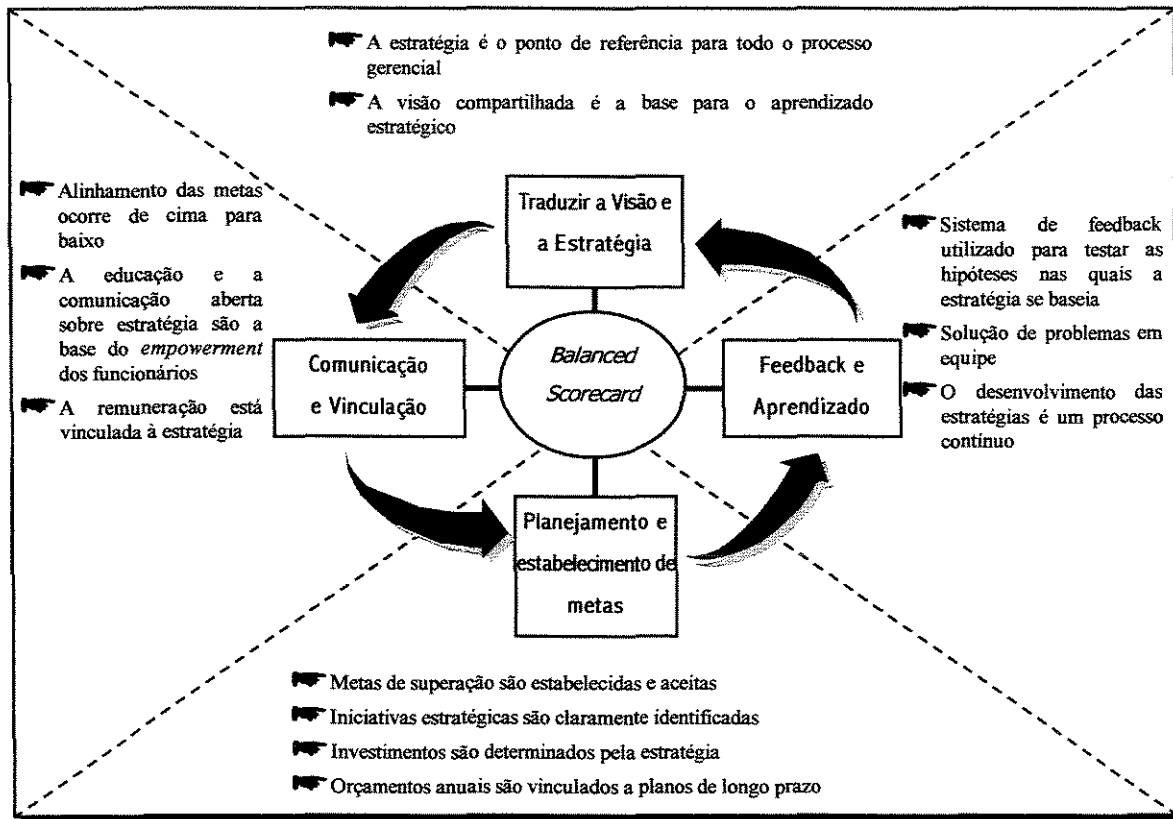 A estratégia é o ponto de referência para todo o processo
gerencial
A visão compartilhada é a base para o aprendizado
estratégico
Alinhamento das metas
ocorre de cima para
baixo
A educação e a
comunicação aberta
sobre estratégia são a
base do empowerment
dos funcionários
A remuneração está
vinculada à estratégia
Traduzir a Visão e
a Estratégia
Comunicação
e Vinculação
Balanced
Scorecard
Feedback e
Aprendizado
Planejamento e
estabelecimento de
metas
Sistema de feedback
utilizado para testar as
hipóteses nas quais a
estratégia se baseia
Solução de problemas em
equipe
O desenvolvimento das
estratégias é um processo
contínuo
Metas de superação são estabelecidas e aceitas
Iniciativas estratégicas são claramente identificadas
Investimentos são determinados pela estratégia
Orçamentos anuais são vinculados a planos de longo prazo